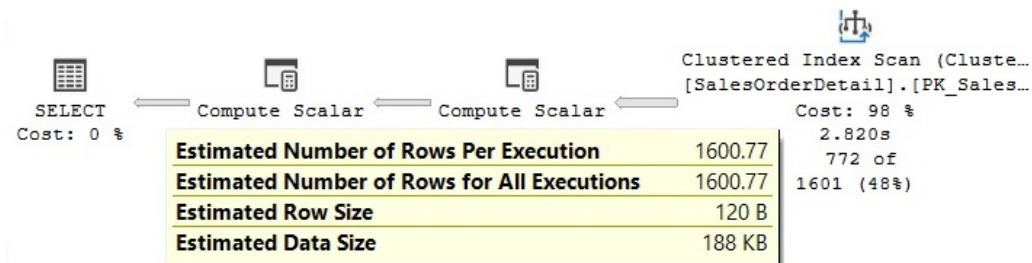 Clustered Index Scan (Cluste…
[SalesOrderDetail].[PK_Sales…
SELECT
Compute Scalar
Compute Scalar
Cost: 98 %
Cost: 0 %
2.820s
772 of
1601 (48%)
Estimated Number of Rows Per Execution 1600.77
Estimated Number of Rows for All Executions 1600.77
Estimated Row Size 120 B
Estimated Data Size 188 KB